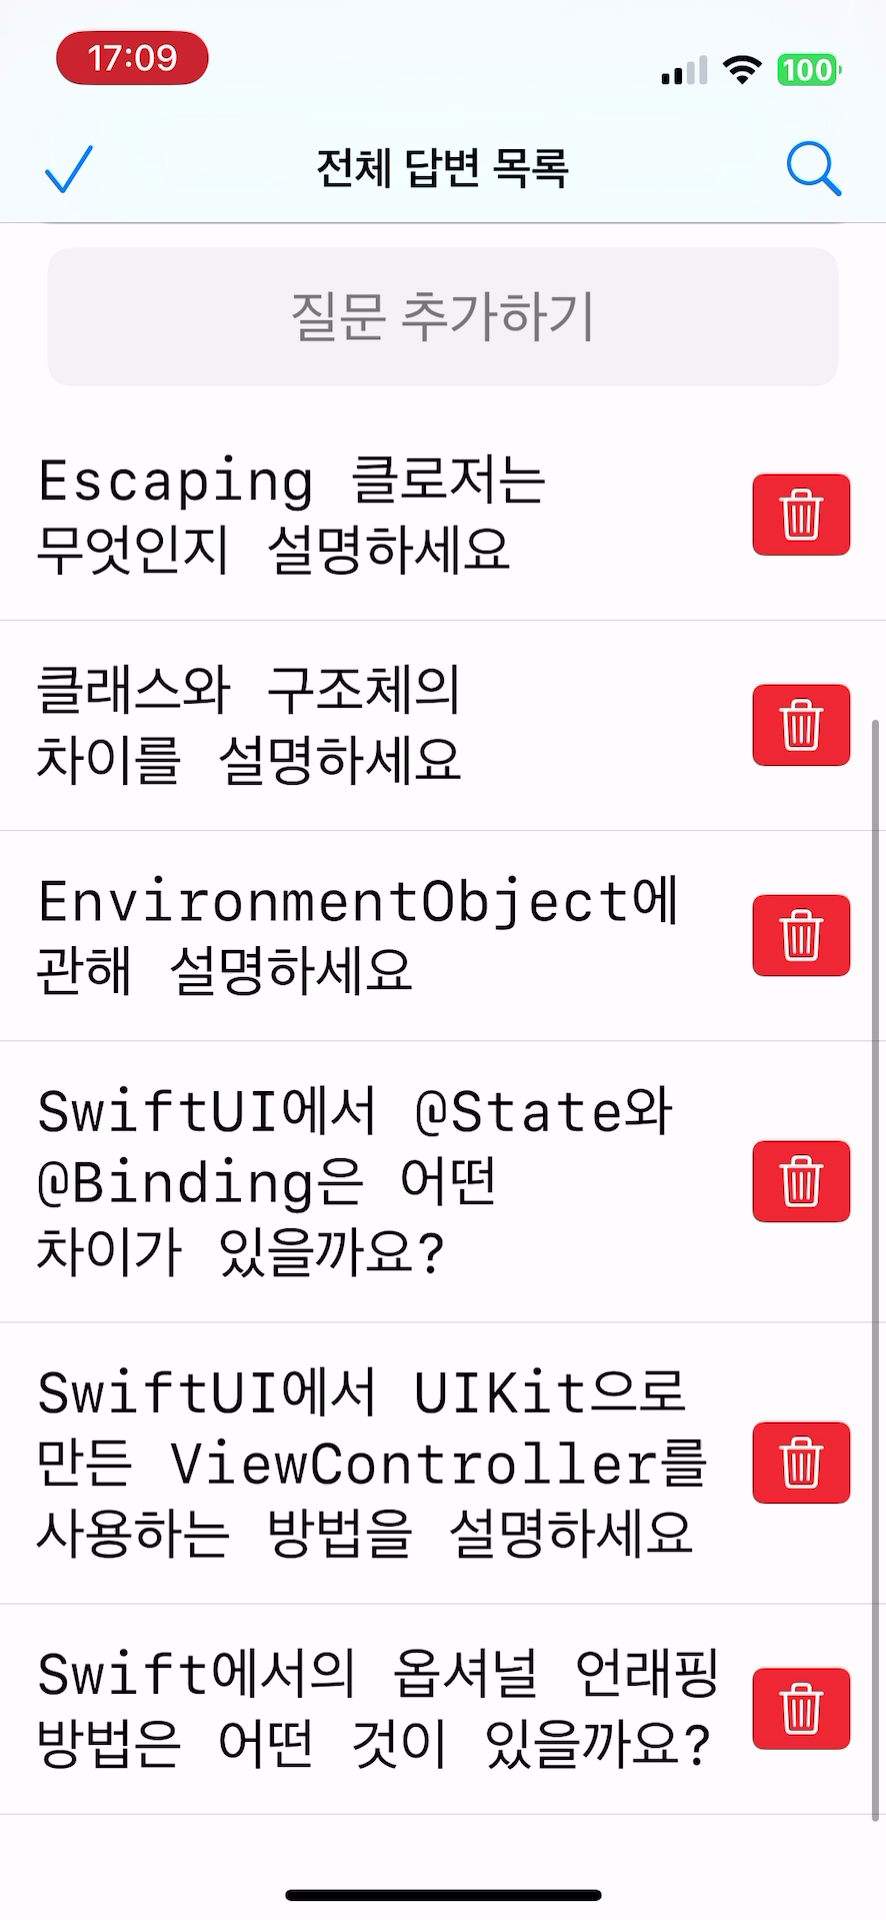 17:09
100
전체 답변 목록
질문 추가하기
Escaping 클로저는
무엇인지 설명하세요
클래스와 구조체의
차이를 설명하세요
EnvironmentObject에
관해 설명하세요
SwiftUI에서 @State와
@Binding은 어떤
차이가 있을까요?
SwiftUI에서 UIKit으로
만든 ViewController를
사용하는 방법을 설명하세요
Swift에서의 옵셔널 언래핑
방법은 어떤 것이 있을까요?